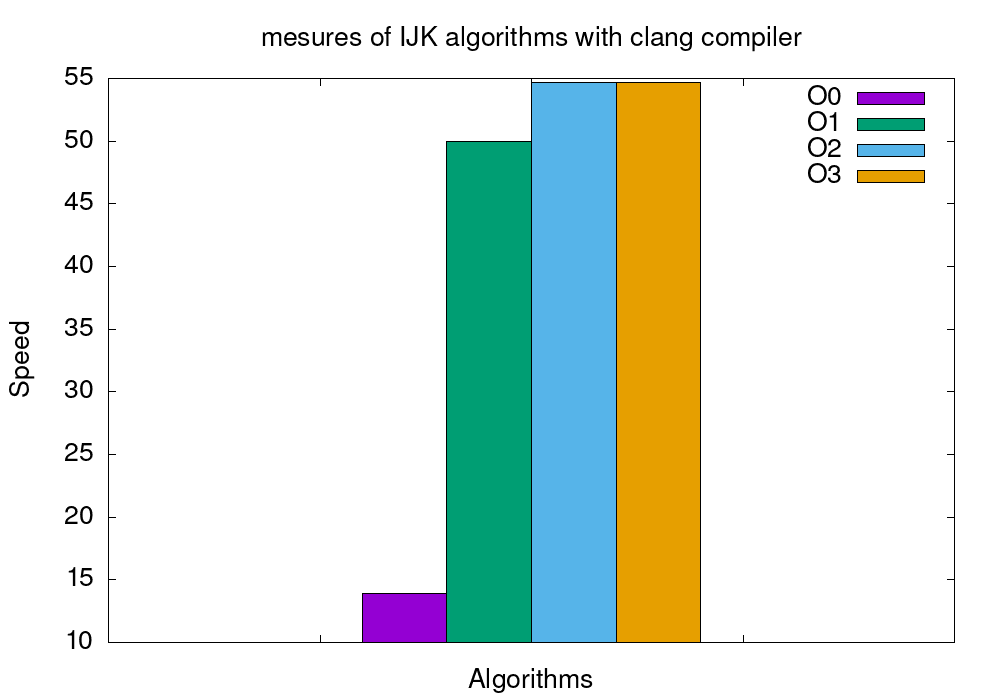 mesures of IJK algorithms with clang compiler
55
50
45
40
35
30
25
20
15
10
Speed
Algorithms
O0
O1
O2
O3